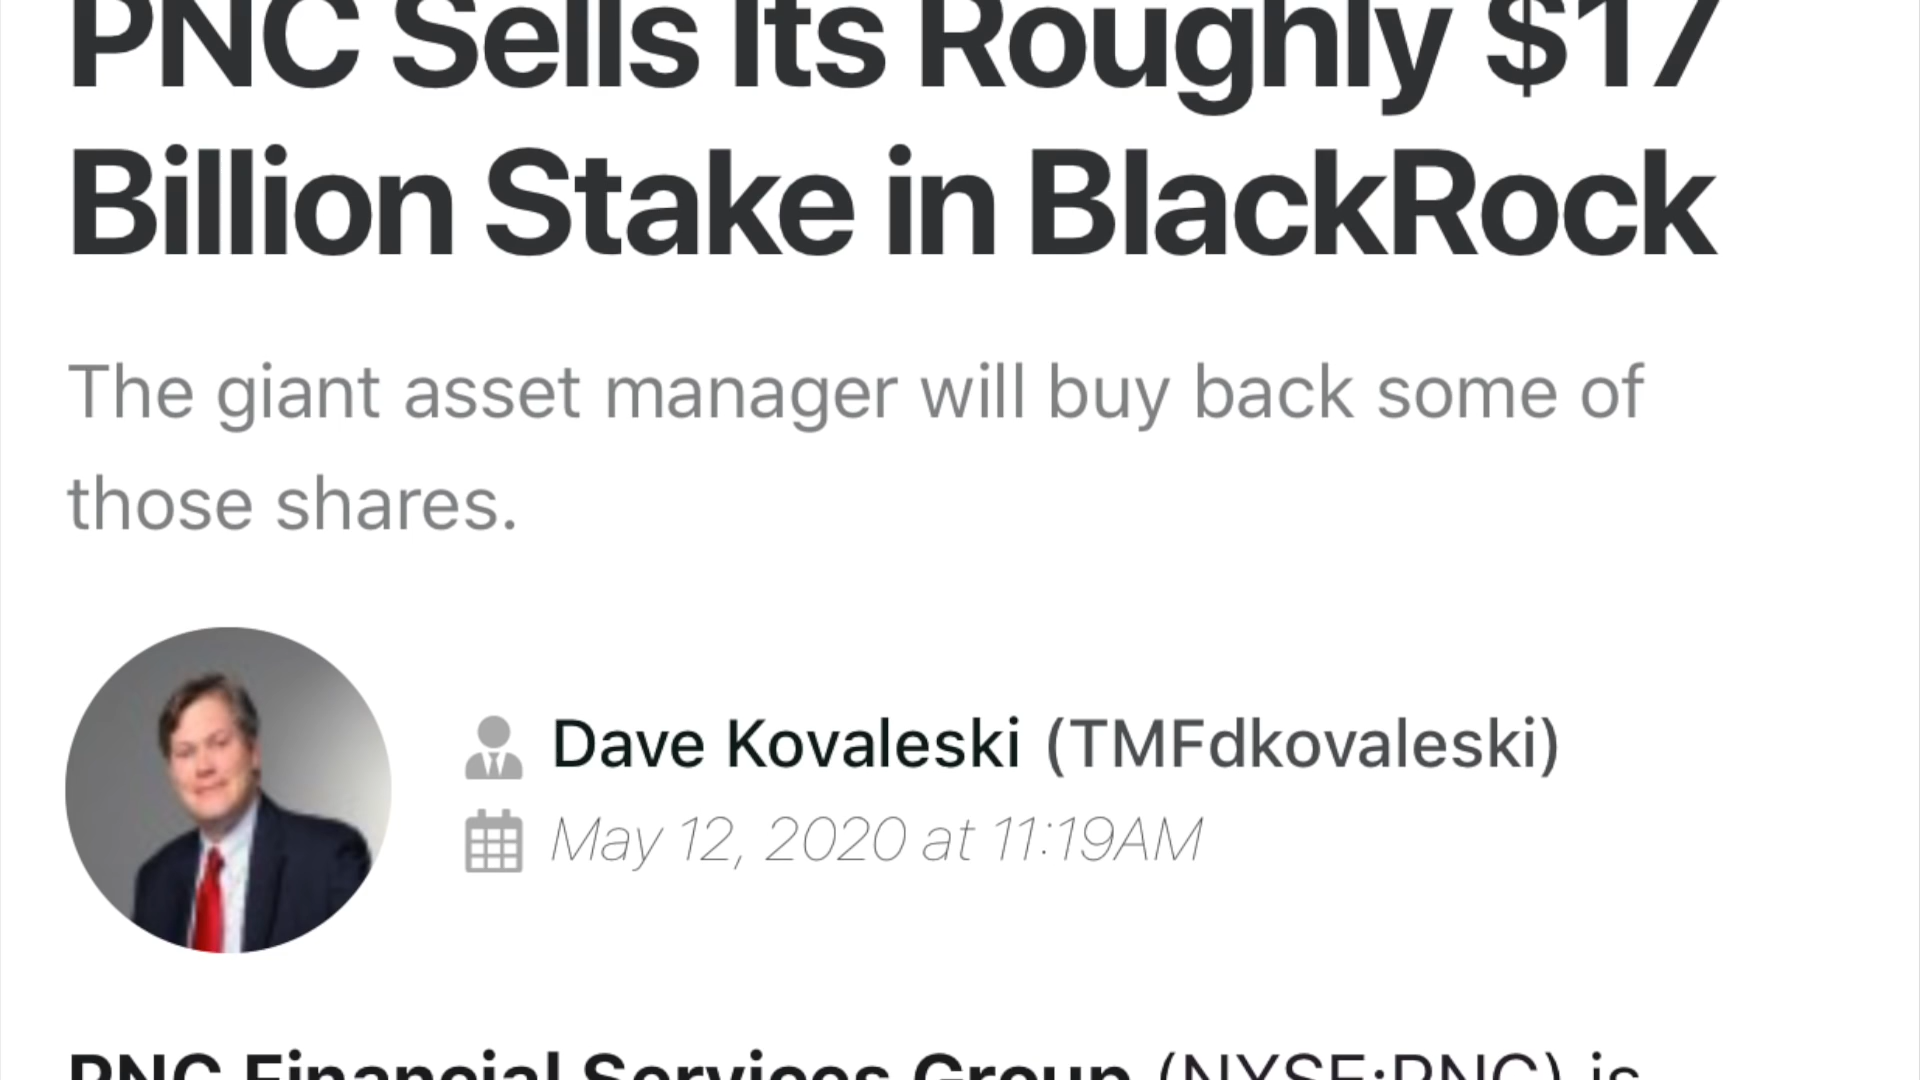 PNC Sells Its Roughly $17
Billion Stake in BlackRock
The giant asset manager will buy back some of
those shares.
Dave Kovaleski (TMFdkovaleski)
May 12, 2020 at 11:19AM
PNC Financial Services Group (NYSE:PNC) is